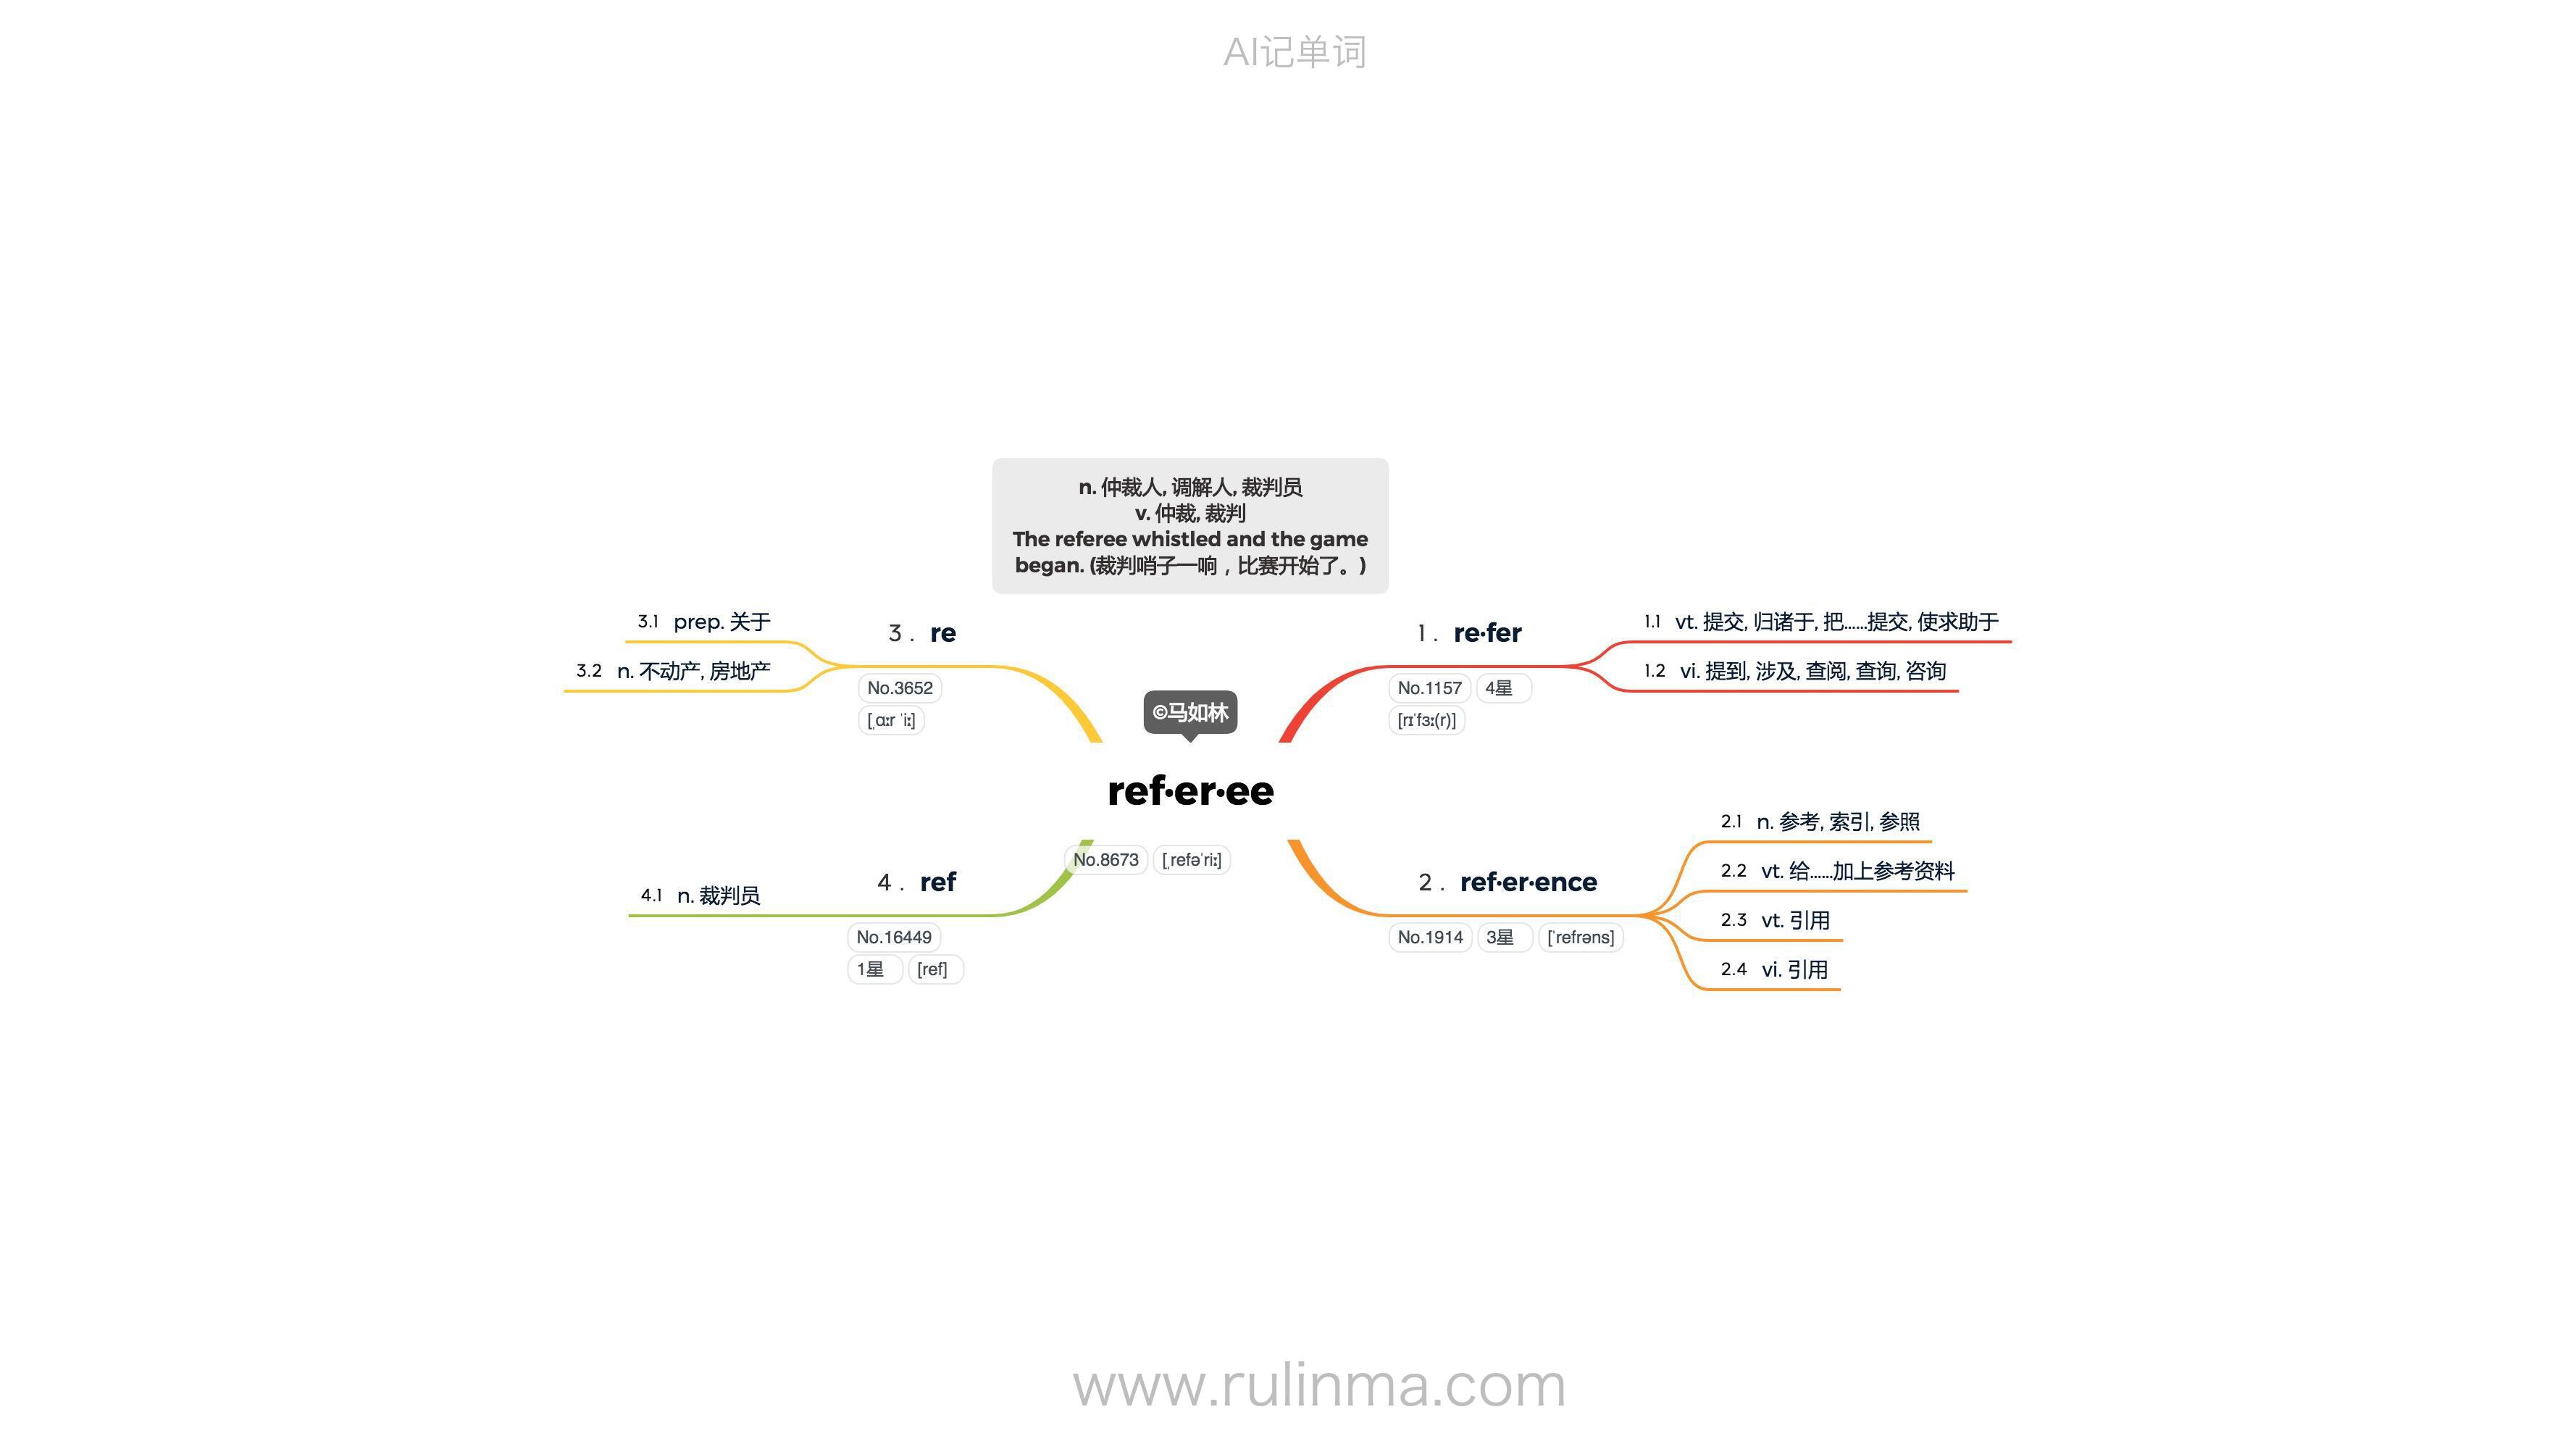 AI记单词
n. 仲裁人, 调解人, 裁判员
v. 仲裁, 裁判
The referee whistled and the game
began. (裁判哨子一响，比赛开始了。)
©马如林
ref·er·ee
No.8673 [ˌrefəˈriː]
1. re·fer
No.1157 4星
[rɪˈfɜː(r)]
1.1 vt. 提交, 归诸于, 把……提交, 使求助于
1.2 vi. 提到, 涉及, 查阅, 查询, 咨询
2. ref·er·ence
No.1914 3星 [ˈrefrəns]
2.1 n. 参考, 索引, 参照
2.2 vt. 给……加上参考资料
2.3 vt. 引用
2.4 vi. 引用
3. re
No.3652
[ˌɑːr ˈiː]
3.1 prep. 关于
3.2 n. 不动产, 房地产
4. ref
No.16449
1星 [ref]
4.1 n. 裁判员
www.rulinma.com